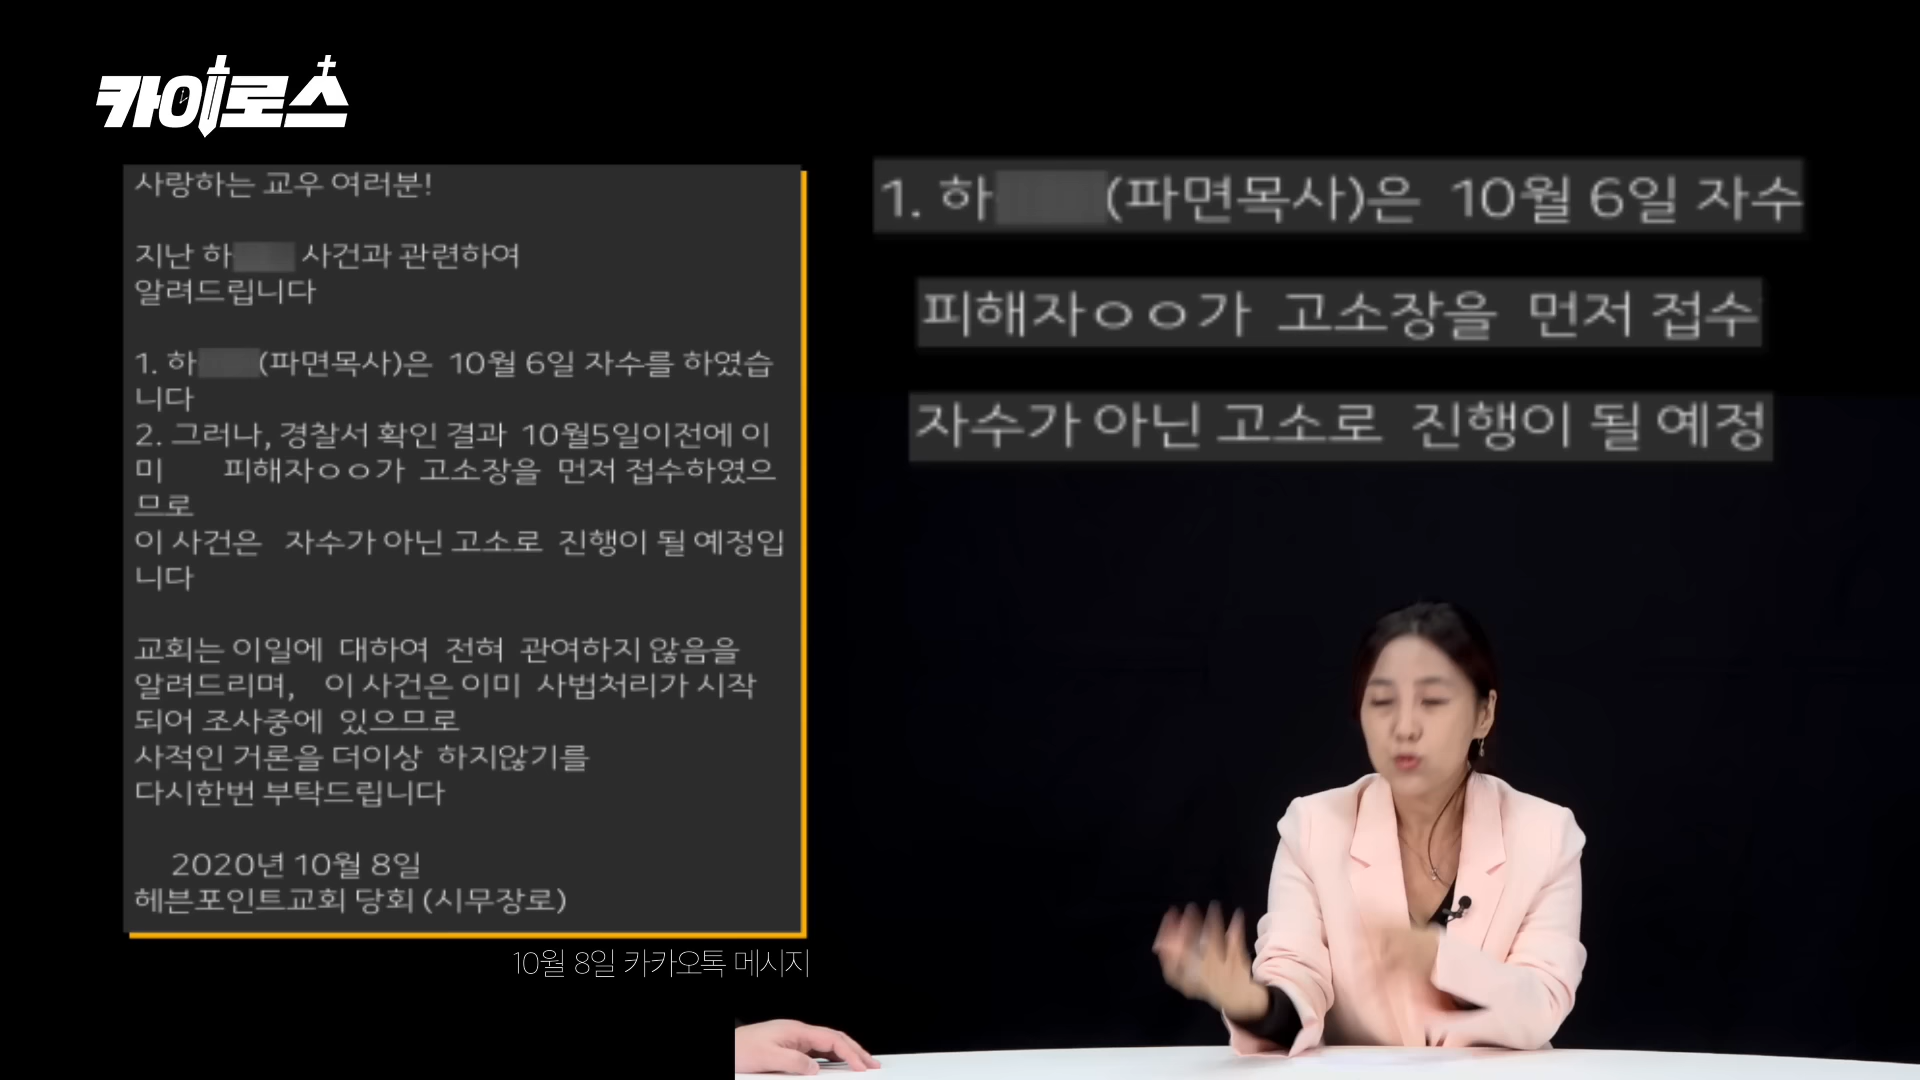 카이로스
사랑하는 교우 여러분!
지난 하 사건과 관련하여
알려드립니다
1. 하 (파면목사)은 10월 6일 자수를 하였습
니다
2. 그러나, 경찰서 확인 결과 10월5일이전에 이
미 피해자ㅇㅇ가 고소장을 먼저 접수하였으
므로
이 사건은 자수가 아닌 고소로 진행이 될 예정입
니다
교회는 이일에 대하여 전혀 관여하지 않음을
알려드리며, 이 사건은 이미 사법처리가 시작
되어 조사중에 있으므로
사적인 거론을 더이상 하지않기를
다시한번 부탁드립니다
2020년 10월 8일
헤븐포인트교회 당회 (시무장로)
10월 8일 카카오톡 메시지
1. 하 (파면목사)은 10월 6일 자수
피해자ㅇㅇ가 고소장을 먼저 접수
자수가 아닌 고소로 진행이 될 예정